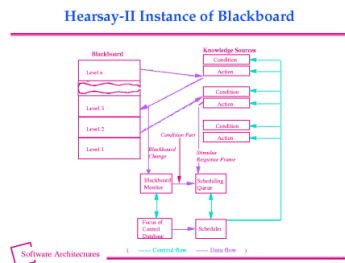 Hearsay-II Instance of Blackboard
Blackboard
Knowledge Sources
Level n
Condition
Action
Condition
Level 3
Action
Level 2
Condition Part
Condition
Action
Level 1
Blackboard
Change
Stimulus
Response Frame
Blackboard
Monitor
Scheduling
Queue
Focus of
Control
Database
Scheduler
Software Architectures
( Control flow Data flow )